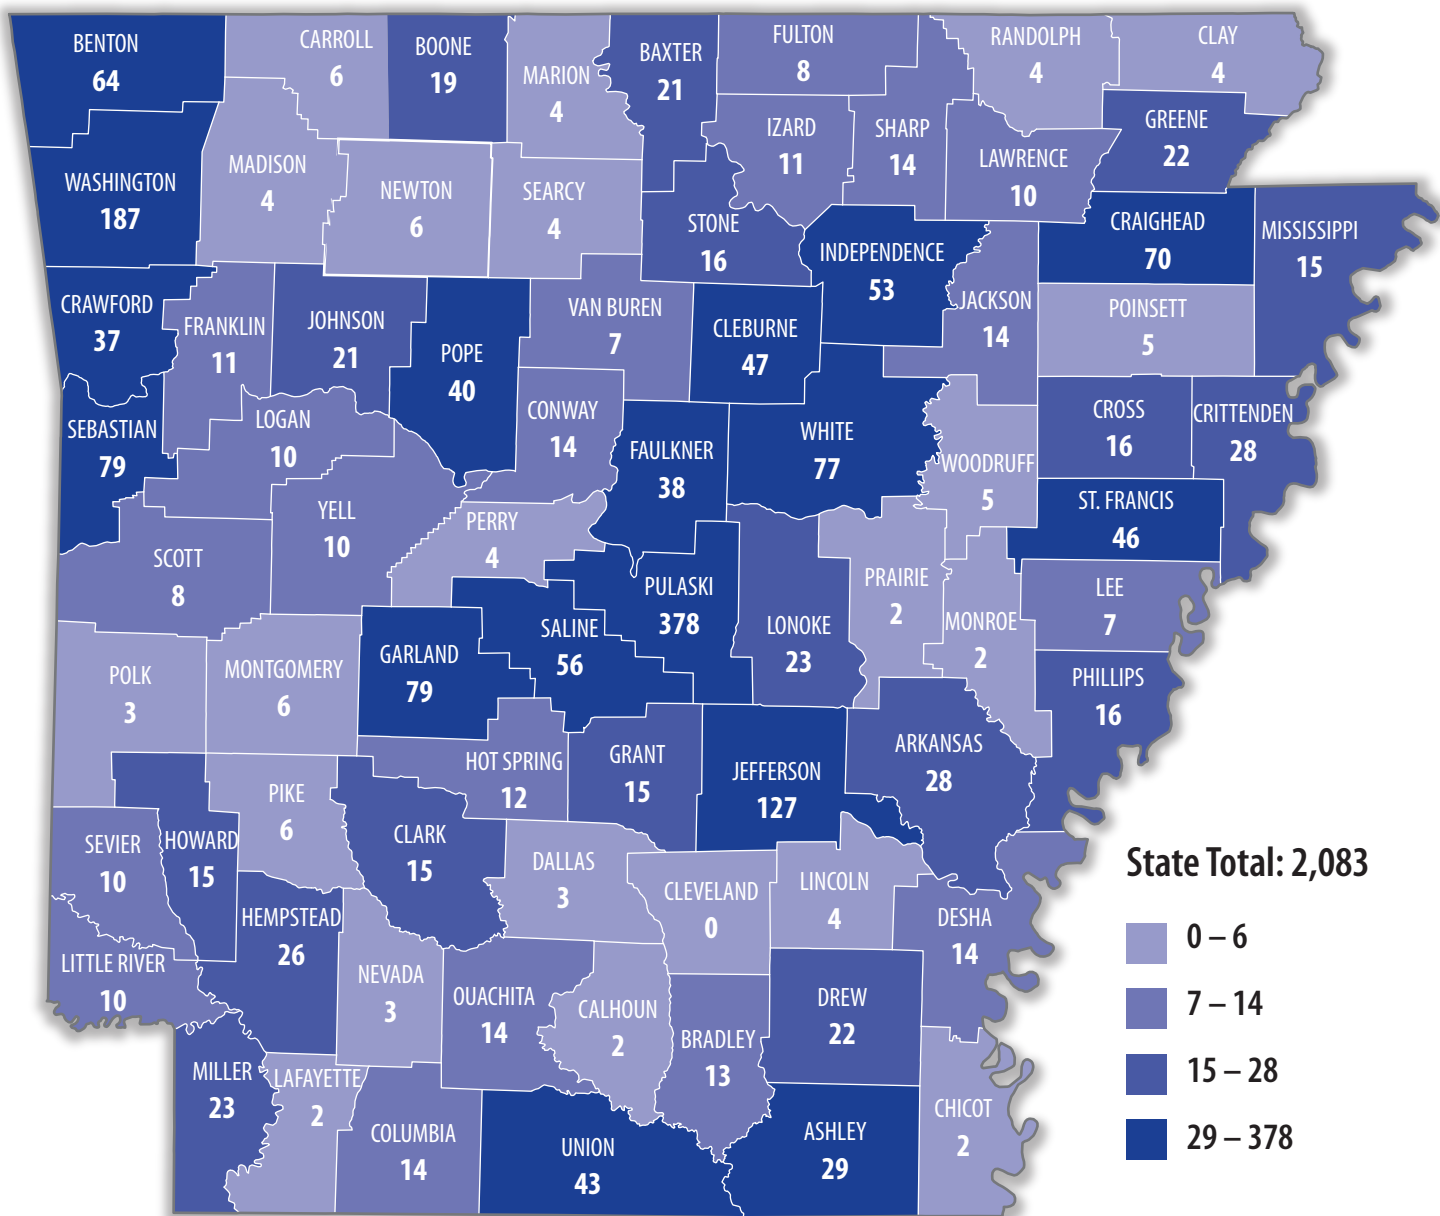 BENTON
64
CARROLL
6
BOONE
19
MARION
4
BAXTER
21
FULTON
8
RANDOLPH
4
CLAY
4
IZARD
11
SHARP
14
LAWRENCE
10
GREENE
22
WASHINGTON
187
MADISON
4
NEWTON
6
SEARCY
4
STONE
16
INDEPENDENCE
53
CRAIGHEAD
70
MISSISSIPPI
15
CRAWFORD
37
FRANKLIN
11
JOHNSON
21
POPE
40
VAN BUREN
7
CLEBURNE
47
JACKSON
14
POINSETT
5
SEBASTIAN
79
LOGAN
10
CONWAY
14
FAULKNER
38
WHITE
77
WOODRUFF
5
CROSS
16
CRITTENDEN
28
ST. FRANCIS
46
SCOTT
8
YELL
10
PERRY
4
PULASKI
378
LONOKE
23
PRAIRIE
2
MONROE
2
LEE
7
PHILLIPS
16
POLK
3
MONTGOMERY
6
GARLAND
79
SALINE
56
HOT SPRING
12
GRANT
15
JEFFERSON
127
ARKANSAS
28
SEVIER
10
HOWARD
15
PIKE
6
CLARK
15
DALLAS
3
CLEVELAND
0
LINCOLN
4
DESHA
14
LITTLE RIVER
10
HEMPSTEAD
26
NEVADA
3
OUACHITA
14
CALHOUN
2
BRADLEY
13
DREW
22
MILLER
23
LAFAYETTE
2
COLUMBIA
14
UNION
43
ASHLEY
29
CHICOT
2
State Total: 2,083
0 – 6
7 – 14
15 – 28
29 – 378